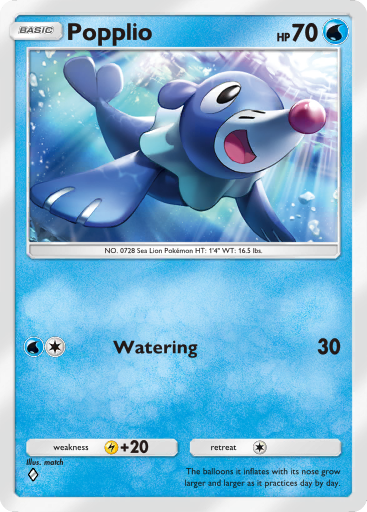 BASIC Popplio HP 70
NO. 0728 Sea Lion Pokémon HT: 1'4" WT: 16.5 lbs.
Watering 30
weakness +20 retreat
Illus. match
The balloons it inflates with its nose grow
larger and larger as it practices day by day.